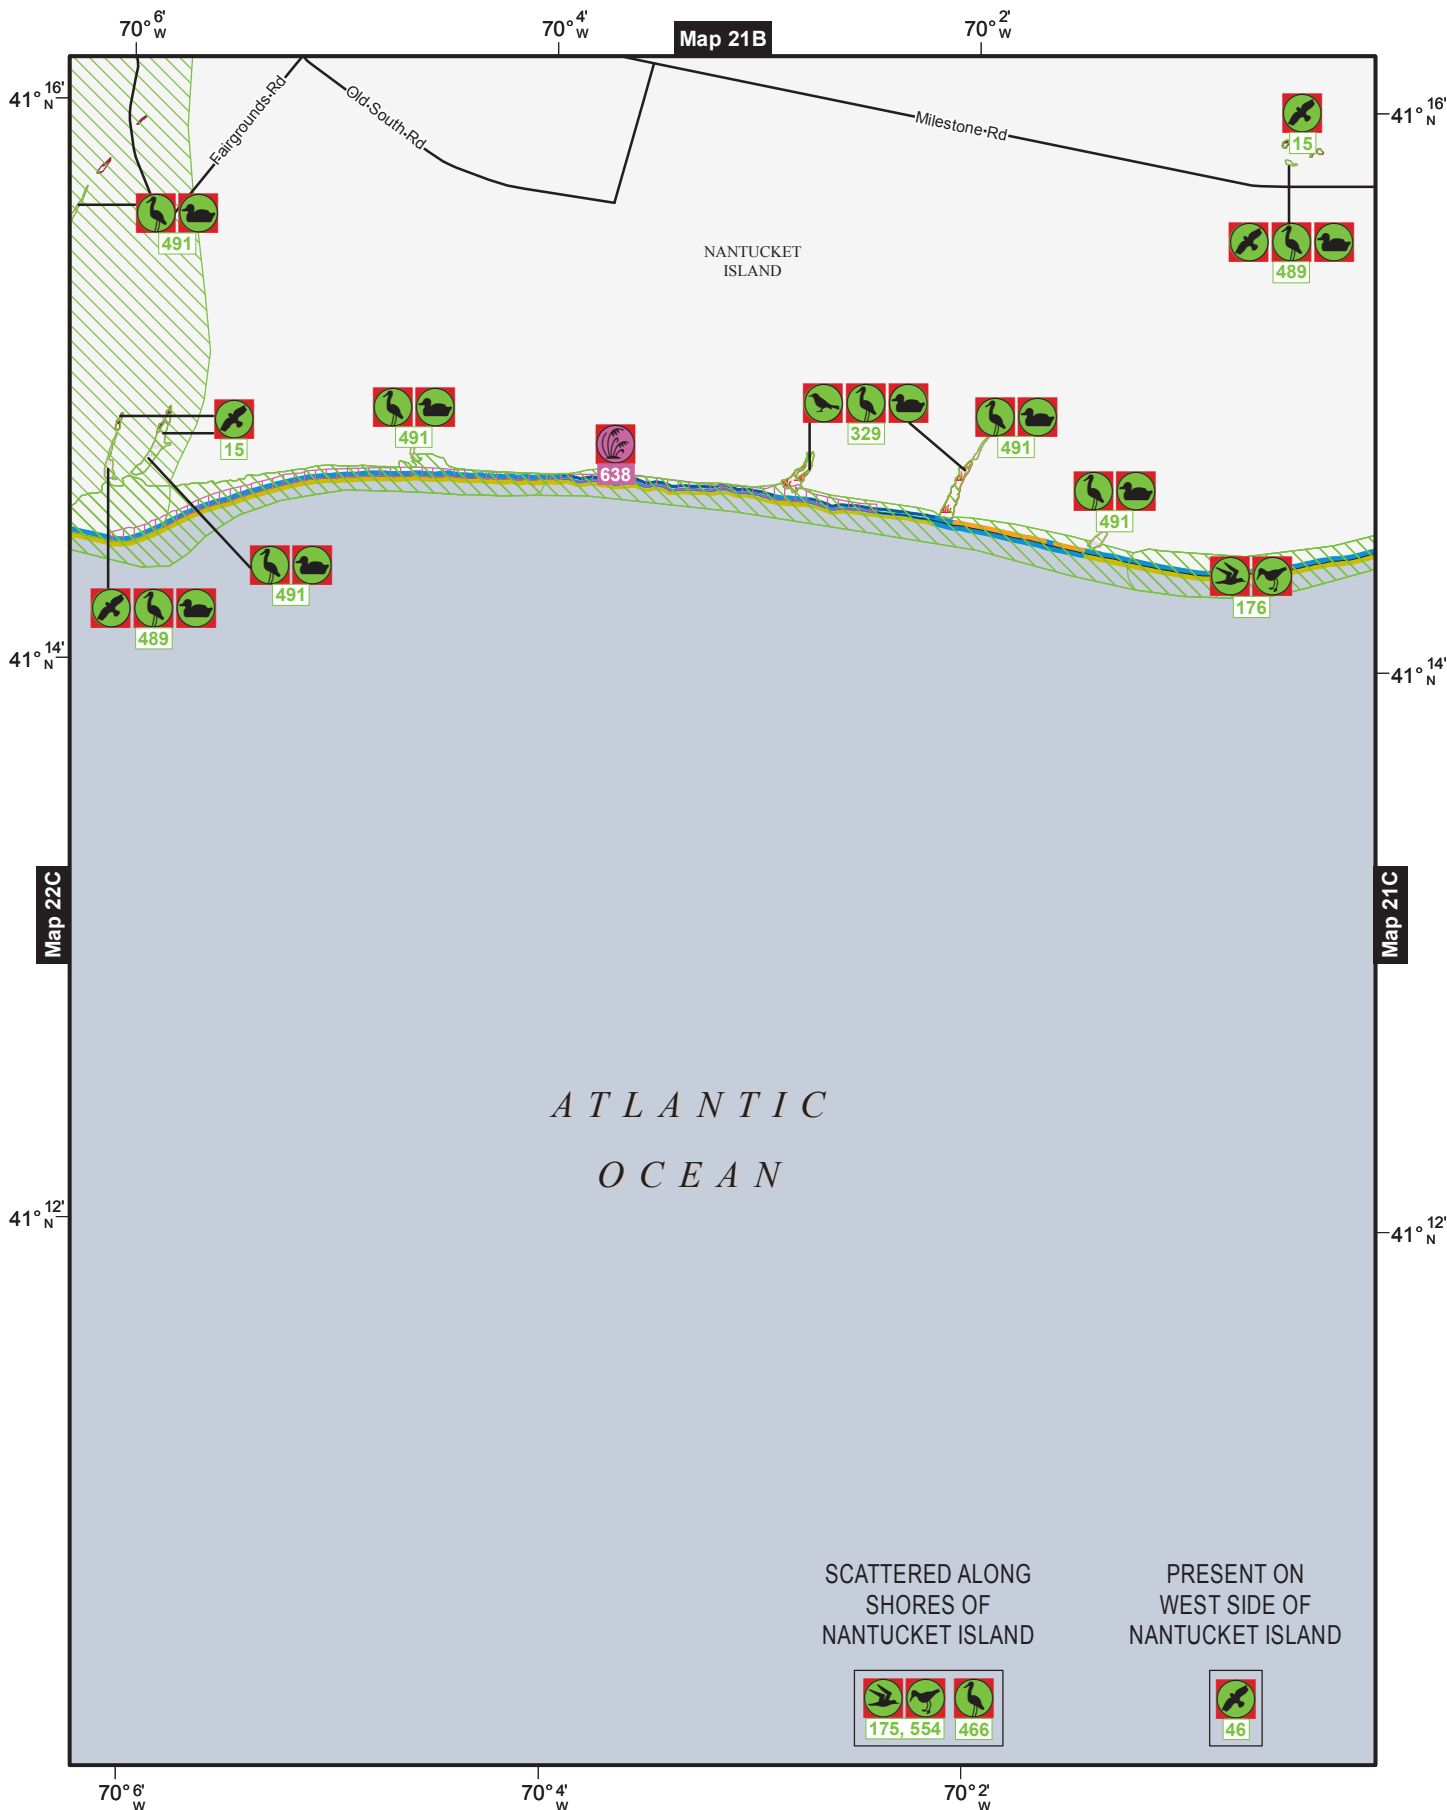 70° 6' W
70° 4' W
Map 21B
70° 2' W
41° 16' N
41° 16' N
Fairgrounds Rd
Old South Rd
Milestone Rd
15
491
NANTUCKET
ISLAND
489
15
491
638
329
491
491
491
176
489
41° 14' N
41° 14' N
Map 22C
Map 21C
ATLANTIC
OCEAN
41° 12' N
41° 12' N
SCATTERED ALONG
SHORES OF
NANTUCKET ISLAND
175, 554
466
PRESENT ON
WEST SIDE OF
NANTUCKET ISLAND
46
70° 6' W
70° 4' W
70° 2' W